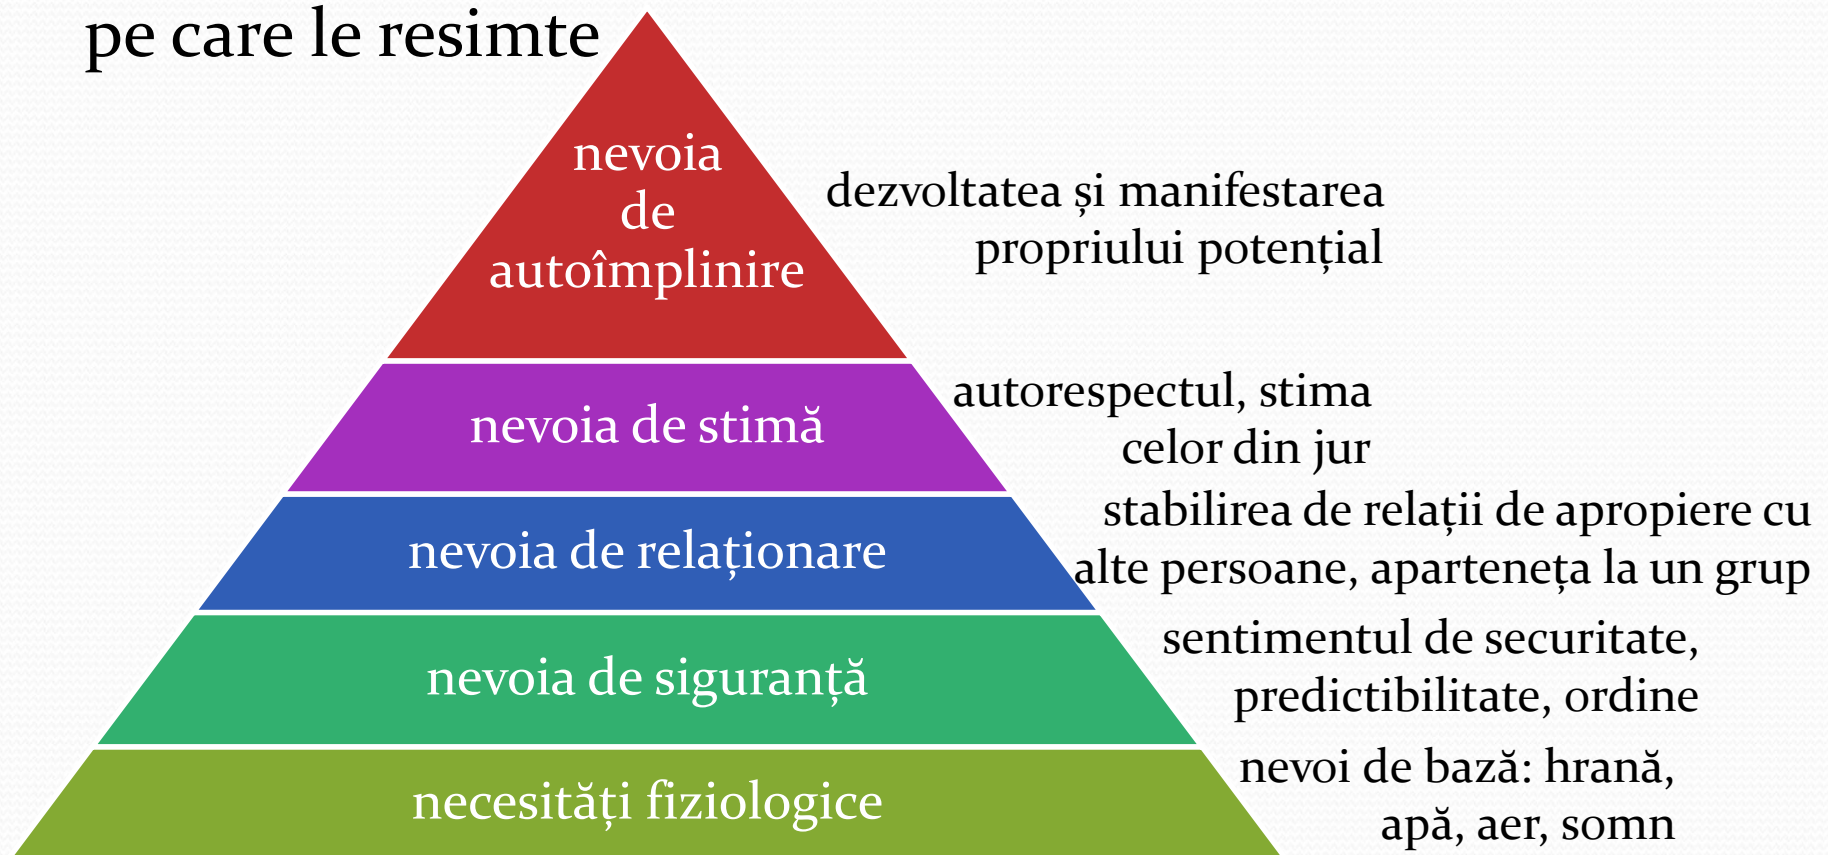 pe care le resimte
nevoia
de
autoîmplinire
dezvoltatea și manifestarea
propriului potențial
nevoia de stimă
autorespectul, stima
celor din jur
nevoia de relaționare
stabilirea de relații de apropiere cu
alte persoane, aparteneța la un grup
nevoia de siguranță
sentimentul de securitate,
predictibilitate, ordine
necesități fiziologice
nevoi de bază: hrană,
apă, aer, somn